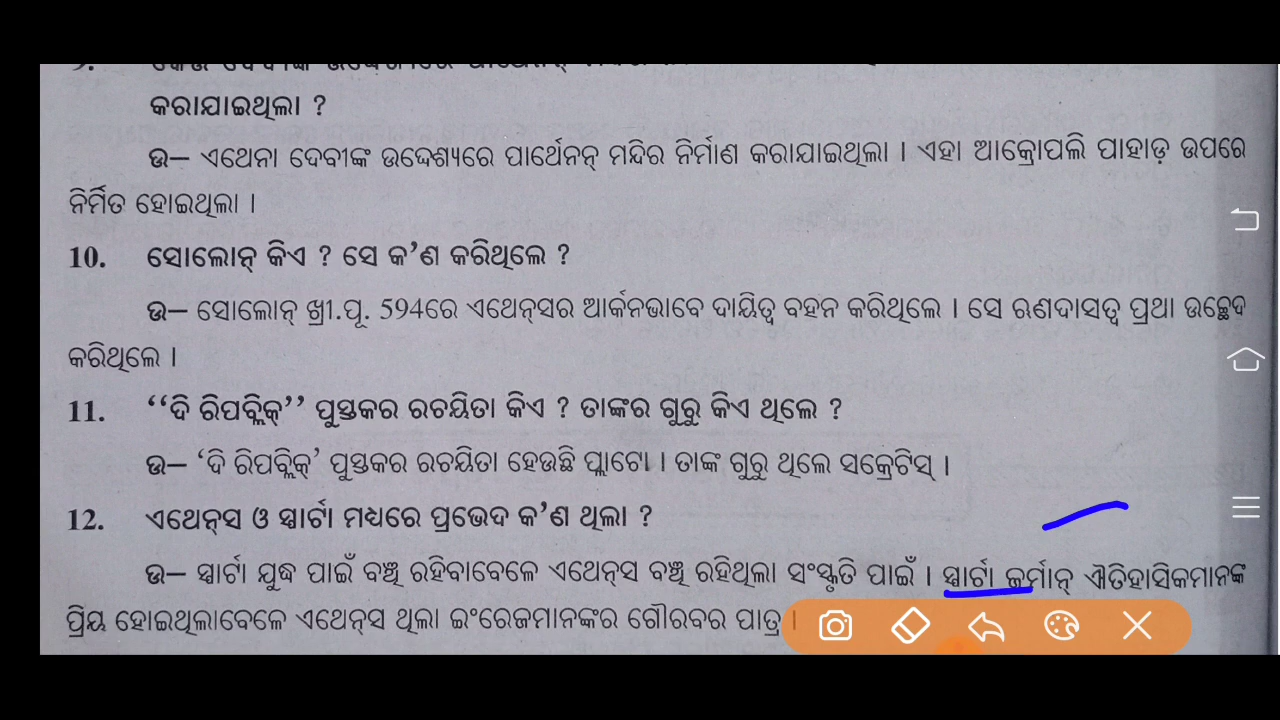 କରାଯାଇଥିଲା ?
ଉ– ଏଥେନା ଦେବୀଙ୍କ ଉଦ୍ଦେଶ୍ୟରେ ପାର୍ଥେନନ୍ ମନ୍ଦିର ନିର୍ମାଣ କରାଯାଇଥିଲା । ଏହା ଆକ୍ରୋପଲି ପାହାଡ଼ ଉପରେ
ନିର୍ମିତ ହୋଇଥିଲା ।
10. ସୋଲୋନ୍ କିଏ ? ସେ କ’ଣ କରିଥିଲେ ?
ଉ– ସୋଲୋନ୍ ଖ୍ରୀ.ପୂ. 594ରେ ଏଥେନ୍‌ସର ଆର୍କନଭାବେ ଦାୟିତ୍ୱ ବହନ କରିଥିଲେ । ସେ ଋଣଦାସତ୍ୱ ପ୍ରଥା ଉଚ୍ଛେଦ
କରିଥିଲେ ।
11. ‘‘ଦି ରିପବ୍ଲିକ୍’’ ପୁସ୍ତକର ରଚୟିତା କିଏ ? ତାଙ୍କର ଗୁରୁ କିଏ ଥିଲେ ?
ଉ– ‘ଦି ରିପବ୍ଲିକ୍’ ପୁସ୍ତକର ରଚୟିତା ହେଉଛି ପ୍ଲାଟୋ । ତାଙ୍କ ଗୁରୁ ଥିଲେ ସକ୍ରେଟିସ୍ ।
12. ଏଥେନ୍‌ସ ଓ ସ୍ପାର୍ଟା ମଧ୍ୟରେ ପ୍ରଭେଦ କ’ଣ ଥିଲା ?
ଉ– ସ୍ପାର୍ଟା ଯୁଦ୍ଧ ପାଇଁ ବଞ୍ଚି ରହିବାବେଳେ ଏଥେନ୍‌ସ ବଞ୍ଚି ରହିଥିଲା ସଂସ୍କୃତି ପାଇଁ । ସ୍ପାର୍ଟା ଜର୍ମାନ୍ ଐତିହାସିକମାନଙ୍କ
ପ୍ରିୟ ହୋଇଥିଲାବେଳେ ଏଥେନ୍‌ସ ଥିଲା ଇଂରେଜମାନଙ୍କର ଗୌରବର ପାତ୍ର ।